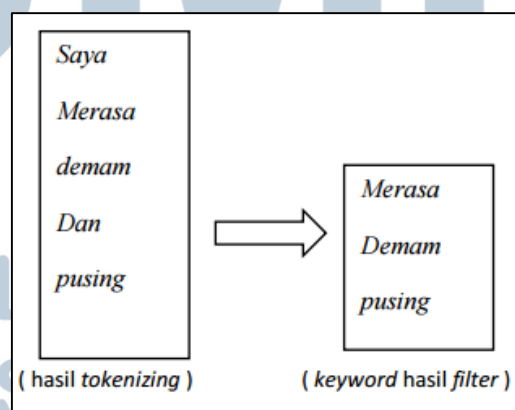 Saya
Merasa
demam
Dan
pusing
( hasil tokenizing )
Merasa
Demam
pusing
( keyword hasil filter )